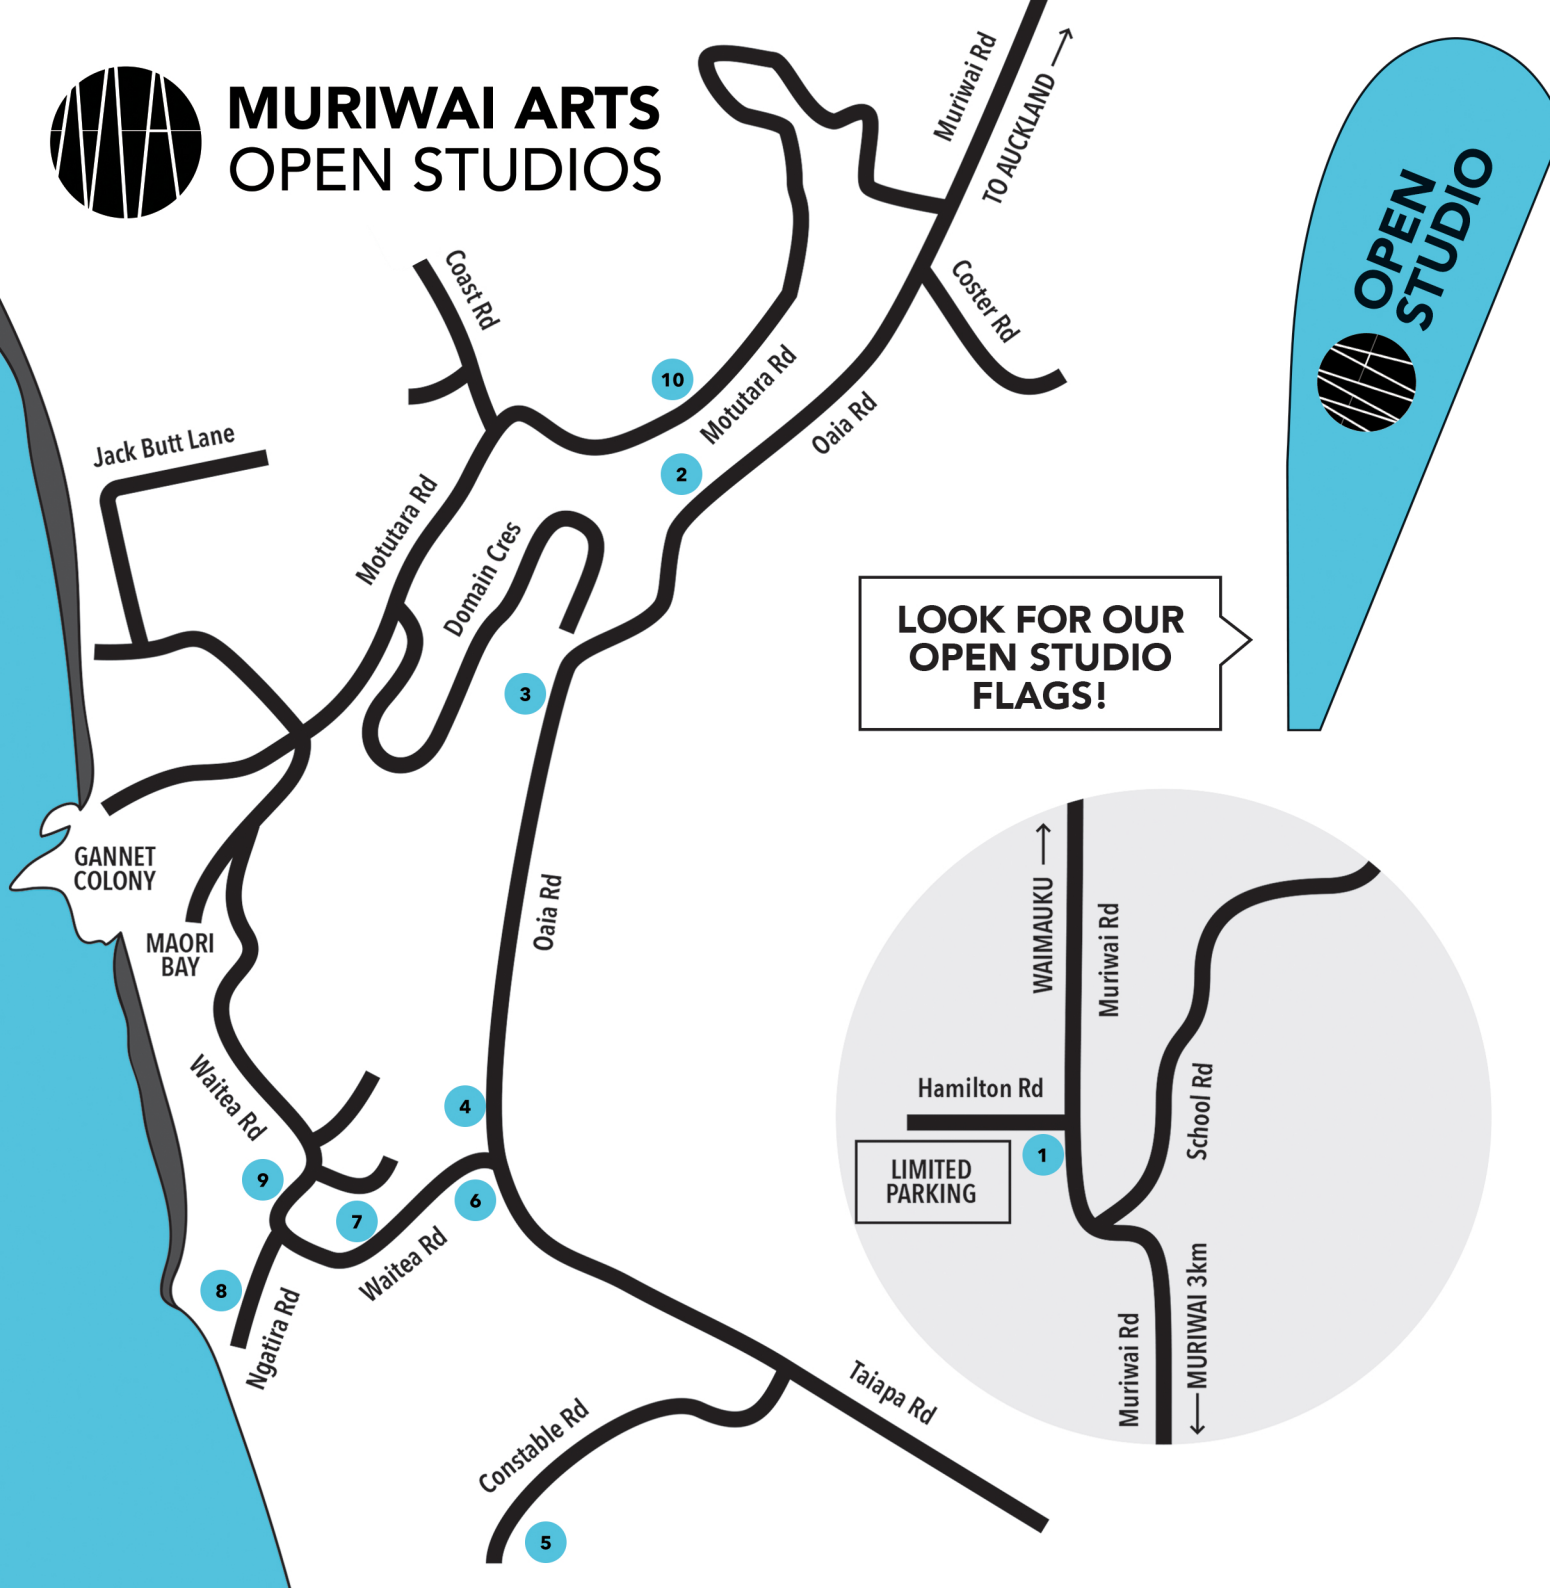 MURIWAI ARTS
OPEN STUDIOS
Muriwai Rd
TO AUCKLAND
OPEN
STUDIO
Coast Rd
Coster Rd
10
Motutara Rd
Oaia Rd
Jack Butt Lane
2
Motutara Rd
Domain Cres
3
LOOK FOR OUR
OPEN STUDIO
FLAGS!
GANNET
COLONY
MAORI
BAY
Oaia Rd
Waitea Rd
4
9
6
7
Waitea Rd
8
Ngatira Rd
Constable Rd
5
Taiapa Rd
WAIMAUKU
Muriwai Rd
Hamilton Rd
School Rd
1
LIMITED
PARKING
Muriwai Rd
MURIWAI 3km